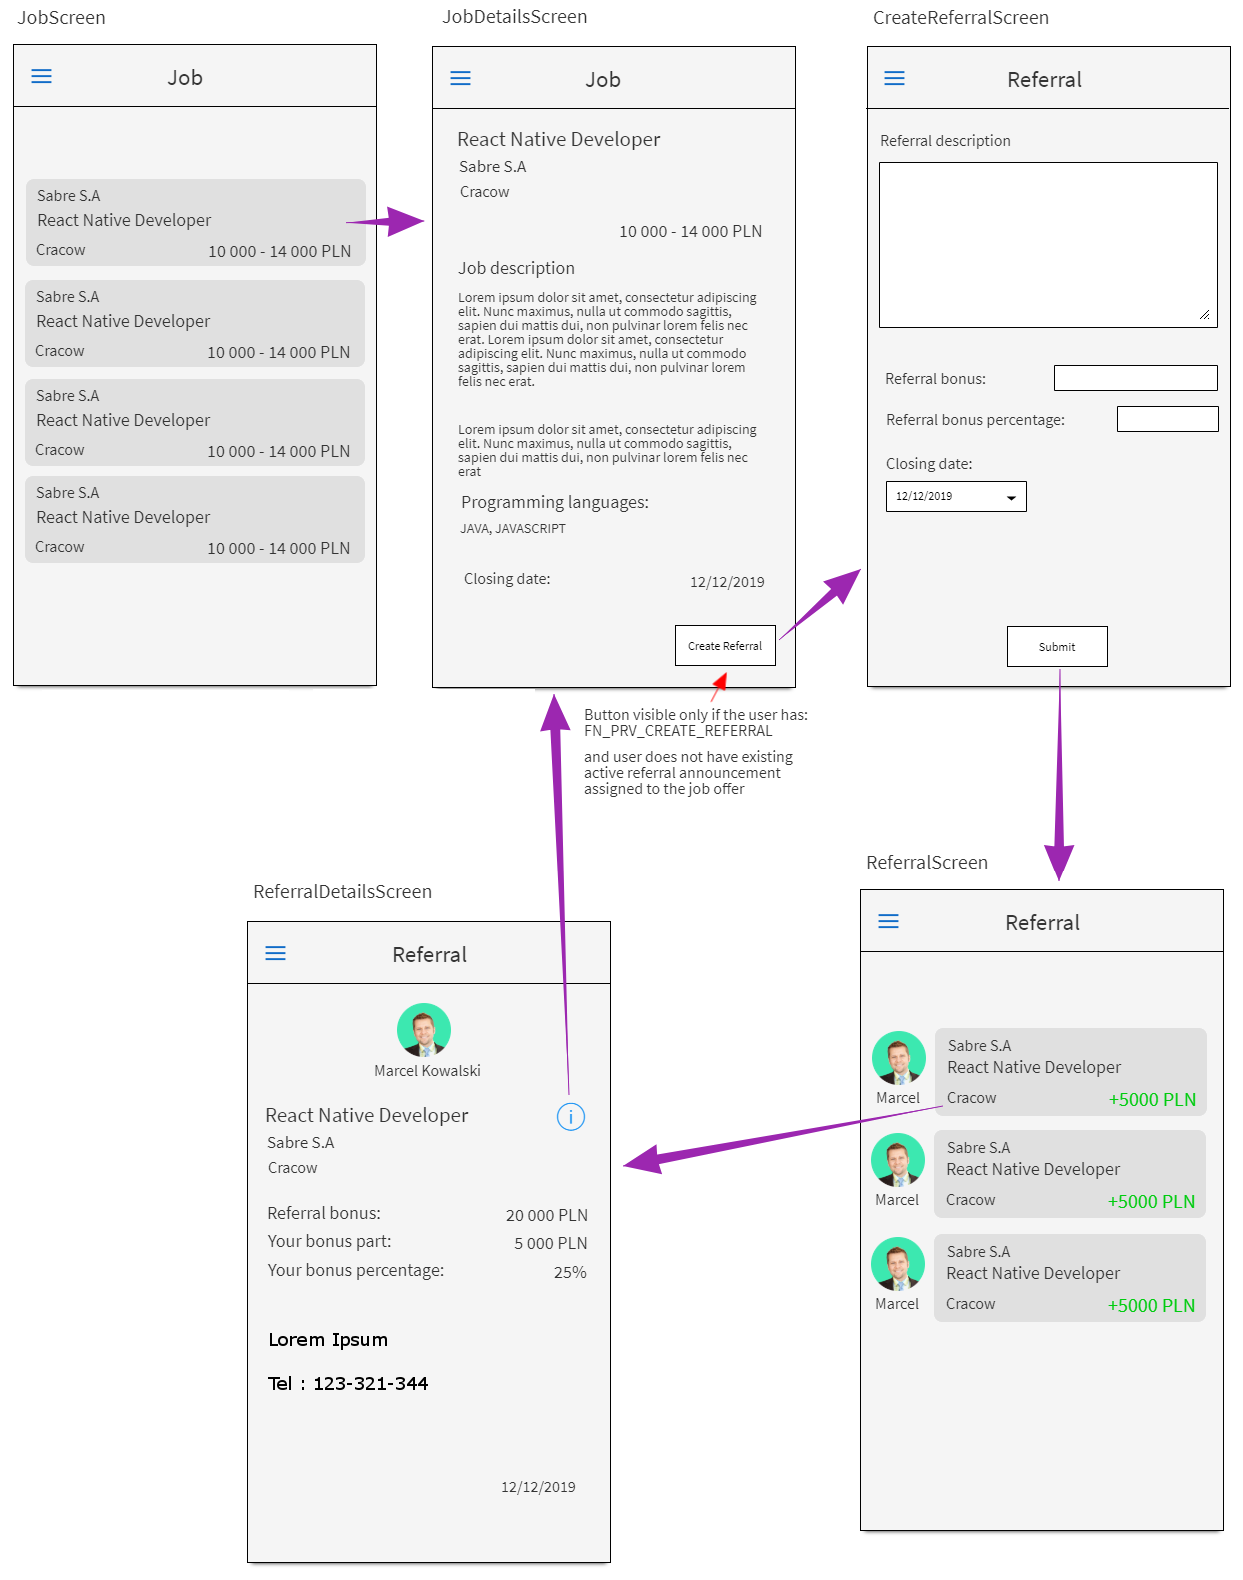 JobScreen
Job
Sabre S.A
React Native Developer
Cracow
10 000 - 14 000 PLN
Sabre S.A
React Native Developer
Cracow
10 000 - 14 000 PLN
Sabre S.A
React Native Developer
Cracow
10 000 - 14 000 PLN
Sabre S.A
React Native Developer
Cracow
10 000 - 14 000 PLN
JobDetailsScreen
Job
React Native Developer
Sabre S.A
Cracow
10 000 - 14 000 PLN
Job description
Lorem ipsum dolor sit amet, consectetur adipiscing
elit. Nunc maximus, nulla ut commodo sagittis,
sapien dui mattis dui, non pulvinar lorem felis nec
erat. Lorem ipsum dolor sit amet, consectetur
adipiscing elit. Nunc maximus, nulla ut commodo
sagittis, sapien dui mattis dui, non pulvinar lorem
felis nec erat.
Lorem ipsum dolor sit amet, consectetur adipiscing
elit. Nunc maximus, nulla ut commodo sagittis,
sapien dui mattis dui, non pulvinar lorem felis nec
erat
Programming languages:
JAVA, JAVASCRIPT
Closing date:
12/12/2019
Create Referral
Button visible only if the user has:
FN_PRV_CREATE_REFERRAL
and user does not have existing
active referral announcement
assigned to the job offer
CreateReferralScreen
Referral
Referral description
Referral bonus:
Referral bonus percentage:
Closing date:
12/12/2019
Submit
ReferralScreen
Referral
Marcel
Sabre S.A
React Native Developer
Cracow
+5000 PLN
Marcel
Sabre S.A
React Native Developer
Cracow
+5000 PLN
Marcel
Sabre S.A
React Native Developer
Cracow
+5000 PLN
ReferralDetailsScreen
Referral
Marcel Kowalski
React Native Developer
i
Sabre S.A
Cracow
Referral bonus:
20 000 PLN
Your bonus part:
5 000 PLN
Your bonus percentage:
25%
Lorem Ipsum
Tel : 123-321-344
12/12/2019